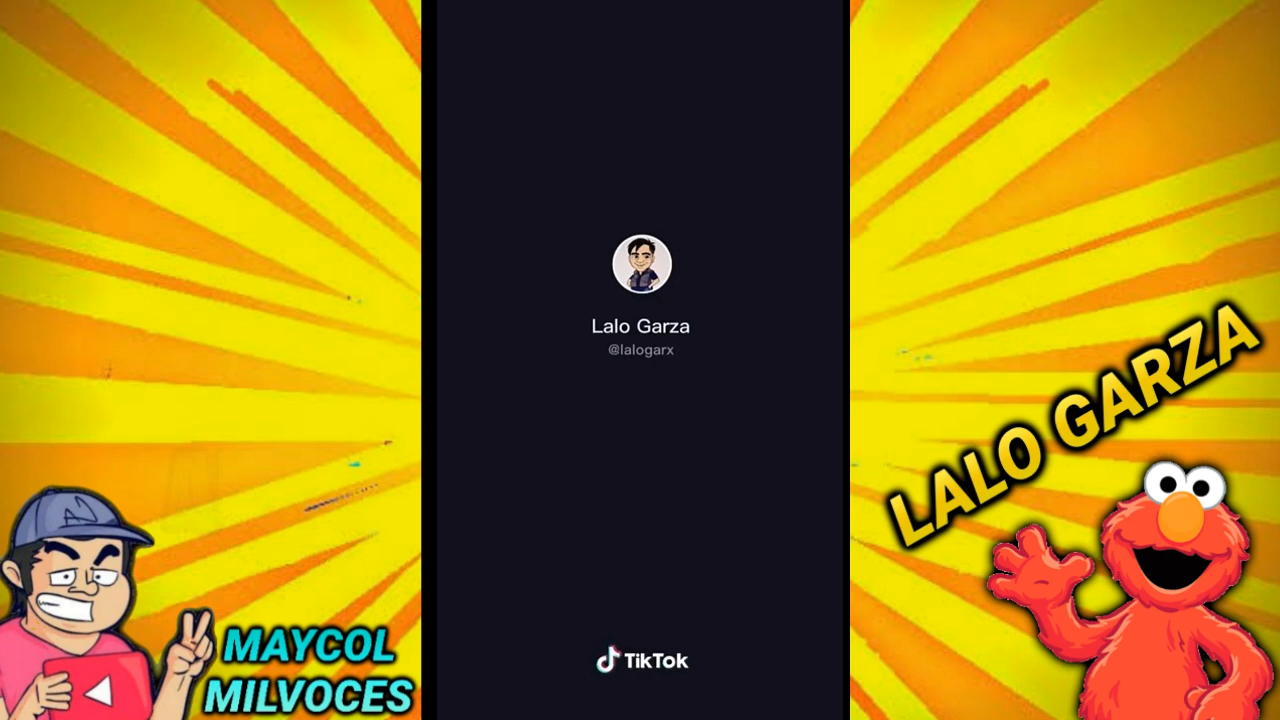 Lalo Garza
@lalogarx
LALO GARZA
MAYCOL
MILVOCES
TikTok